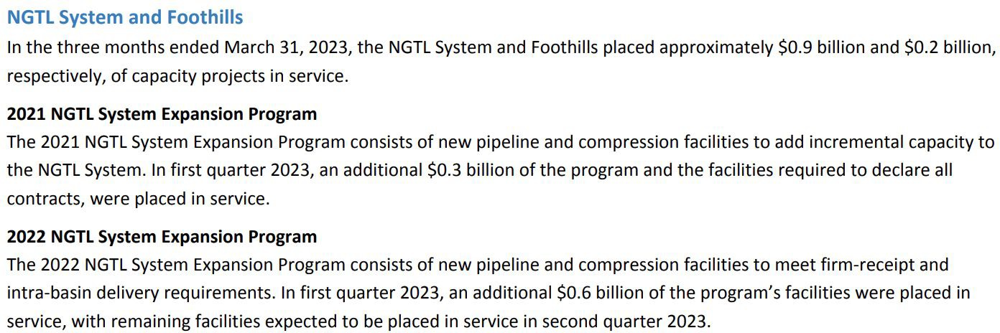 NGTL System and Foothills
In the three months ended March 31, 2023, the NGTL System and Foothills placed approximately $0.9 billion and $0.2 billion,
respectively, of capacity projects in service.
2021 NGTL System Expansion Program
The 2021 NGTL System Expansion Program consists of new pipeline and compression facilities to add incremental capacity to
the NGTL System. In first quarter 2023, an additional $0.3 billion of the program and the facilities required to declare all
contracts, were placed in service.
2022 NGTL System Expansion Program
The 2022 NGTL System Expansion Program consists of new pipeline and compression facilities to meet firm-receipt and
intra-basin delivery requirements. In first quarter 2023, an additional $0.6 billion of the program’s facilities were placed in
service, with remaining facilities expected to be placed in service in second quarter 2023.